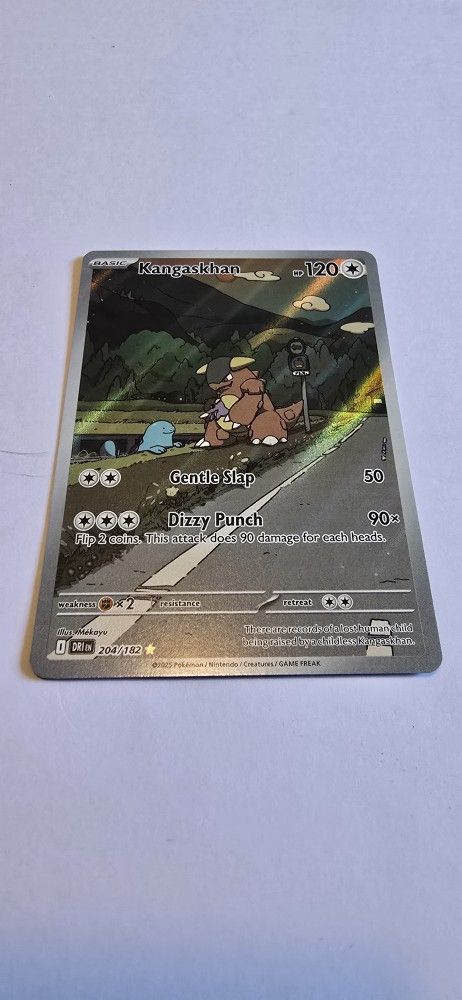 BASIC Kangaskhan HP 120
Gentle Slap 50
Dizzy Punch 90×
Flip 2 coins. This attack does 90 damage for each heads.
weakness ×2 resistance retreat
Illus. Mékayu
There are records of a lost human child
being raised by a childless Kangaskhan.
I DRI EN 204/182
©2025 Pokémon / Nintendo / Creatures / GAME FREAK